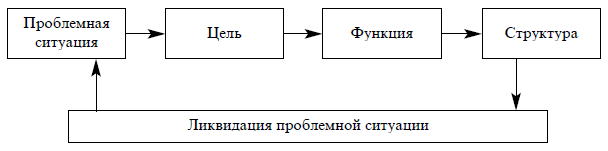 Проблемная
ситуация
Цель
Функция
Структура
Ликвидация проблемной ситуации